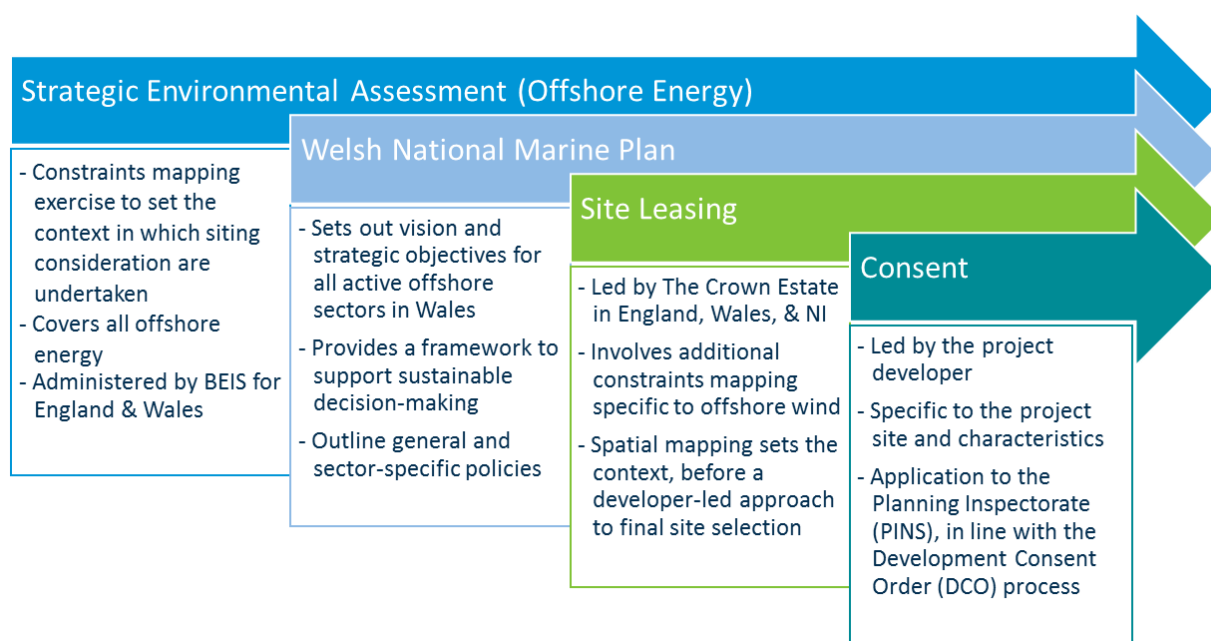 Strategic Environmental Assessment (Offshore Energy)
- Constraints mapping
exercise to set the
context in which siting
consideration are
undertaken
- Covers all offshore
energy
- Administered by BEIS for
England & Wales
Welsh National Marine Plan
- Sets out vision and
strategic objectives for
all active offshore
sectors in Wales
- Provides a framework to
support sustainable
decision-making
- Outline general and
sector-specific policies
Site Leasing
- Led by The Crown Estate
in England, Wales, & NI
- Involves additional
constraints mapping
specific to offshore wind
- Spatial mapping sets the
context, before a
developer-led approach
to final site selection
Consent
- Led by the project
developer
- Specific to the project
site and characteristics
- Application to the
Planning Inspectorate
(PINS), in line with the
Development Consent
Order (DCO) process